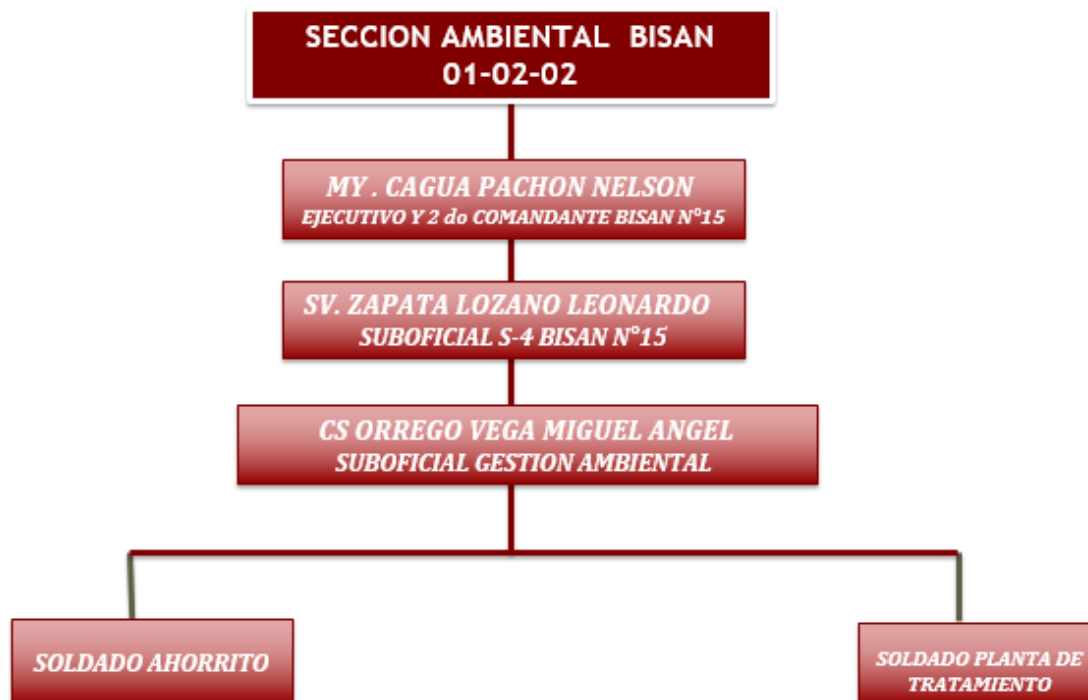 SECCION AMBIENTAL BISAN
01-02-02
MY . CAGUA PACHON NELSON
EJECUTIVO Y 2 do COMANDANTE BISAN N°15
SV. ZAPATA LOZANO LEONARDO
SUBOFICIAL S-4 BISAN N°15
CS ORREGO VEGA MIGUEL ANGEL
SUBOFICIAL GESTION AMBIENTAL
SOLDADO AHORRITO
SOLDADO PLANTA DE
TRATAMIENTO